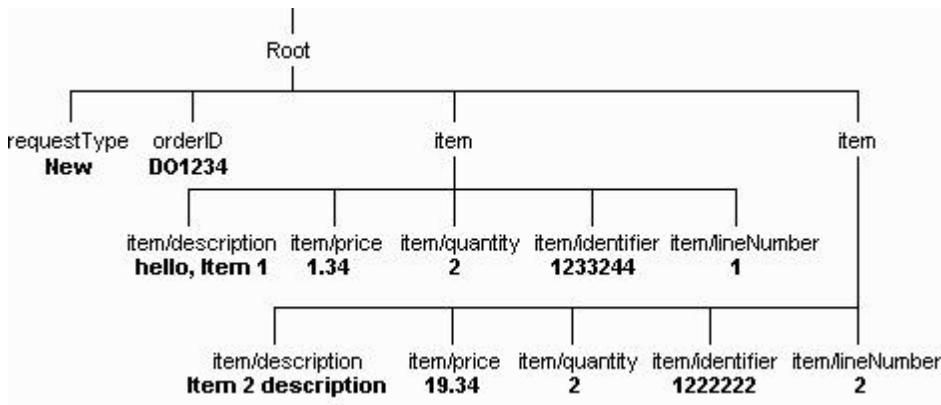 Root
requestType orderID item item
New DO1234
item/description item/price item/quantity item/identifier item/lineNumber
hello, Item 1 1.34 2 1233244 1
item/description item/price item/quantity item/identifier item/lineNumber
Item 2 description 19.34 2 1222222 2